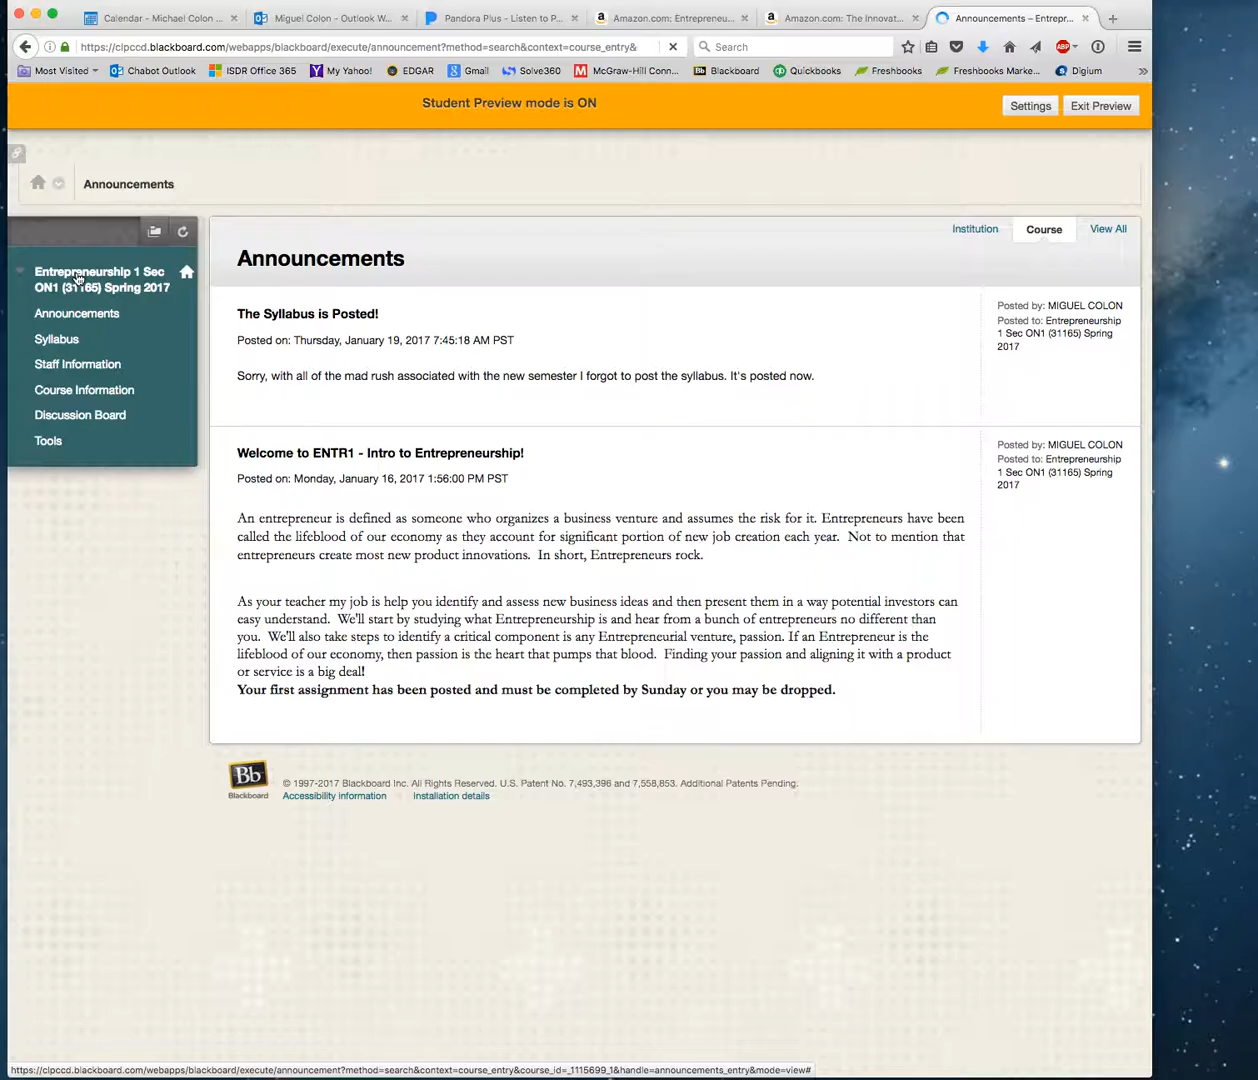 Calendar - Michael Colon ...
Miguel Colon - Outlook W...
Pandora Plus - Listen to P...
Amazon.com: Entrepreneu...
Amazon.com: The Innovat...
Announcements – Entrepr...
https://clpccd.blackboard.com/webapps/blackboard/execute/announcement?method=search&context=course_entry&
Search
ABP
Most Visited
Chabot Outlook
ISDR Office 365
My Yahoo!
EDGAR
Gmail
Solve360
McGraw-Hill Conn...
Blackboard
Quickbooks
Freshbooks
Freshbooks Marke...
Digium
Student Preview mode is ON
Settings
Exit Preview
Announcements
Entrepreneurship 1 Sec
ON1 (31165) Spring 2017
Announcements
Syllabus
Staff Information
Course Information
Discussion Board
Tools
Institution
Course
View All
Announcements
The Syllabus is Posted!
Posted on: Thursday, January 19, 2017 7:45:18 AM PST
Sorry, with all of the mad rush associated with the new semester I forgot to post the syllabus. It's posted now.
Posted by: MIGUEL COLON
Posted to: Entrepreneurship
1 Sec ON1 (31165) Spring
2017
Welcome to ENTR1 - Intro to Entrepreneurship!
Posted on: Monday, January 16, 2017 1:56:00 PM PST
An entrepreneur is defined as someone who organizes a business venture and assumes the risk for it. Entrepreneurs have been
called the lifeblood of our economy as they account for significant portion of new job creation each year. Not to mention that
entrepreneurs create most new product innovations. In short, Entrepreneurs rock.
As your teacher my job is help you identify and assess new business ideas and then present them in a way potential investors can
easy understand. We'll start by studying what Entrepreneurship is and hear from a bunch of entrepreneurs no different than
you. We'll also take steps to identify a critical component is any Entrepreneurial venture, passion. If an Entrepreneur is the
lifeblood of our economy, then passion is the heart that pumps that blood. Finding your passion and aligning it with a product
or service is a big deal!
Your first assignment has been posted and must be completed by Sunday or you may be dropped.
Posted by: MIGUEL COLON
Posted to: Entrepreneurship
1 Sec ON1 (31165) Spring
2017
Bb
Blackboard
© 1997-2017 Blackboard Inc. All Rights Reserved. U.S. Patent No. 7,493,396 and 7,558,853. Additional Patents Pending.
Accessibility information
Installation details
https://clpccd.blackboard.com/webapps/blackboard/execute/announcement?method=search&context=course_entry&course_id=_1115699_1&handle=announcements_entry&mode=view#